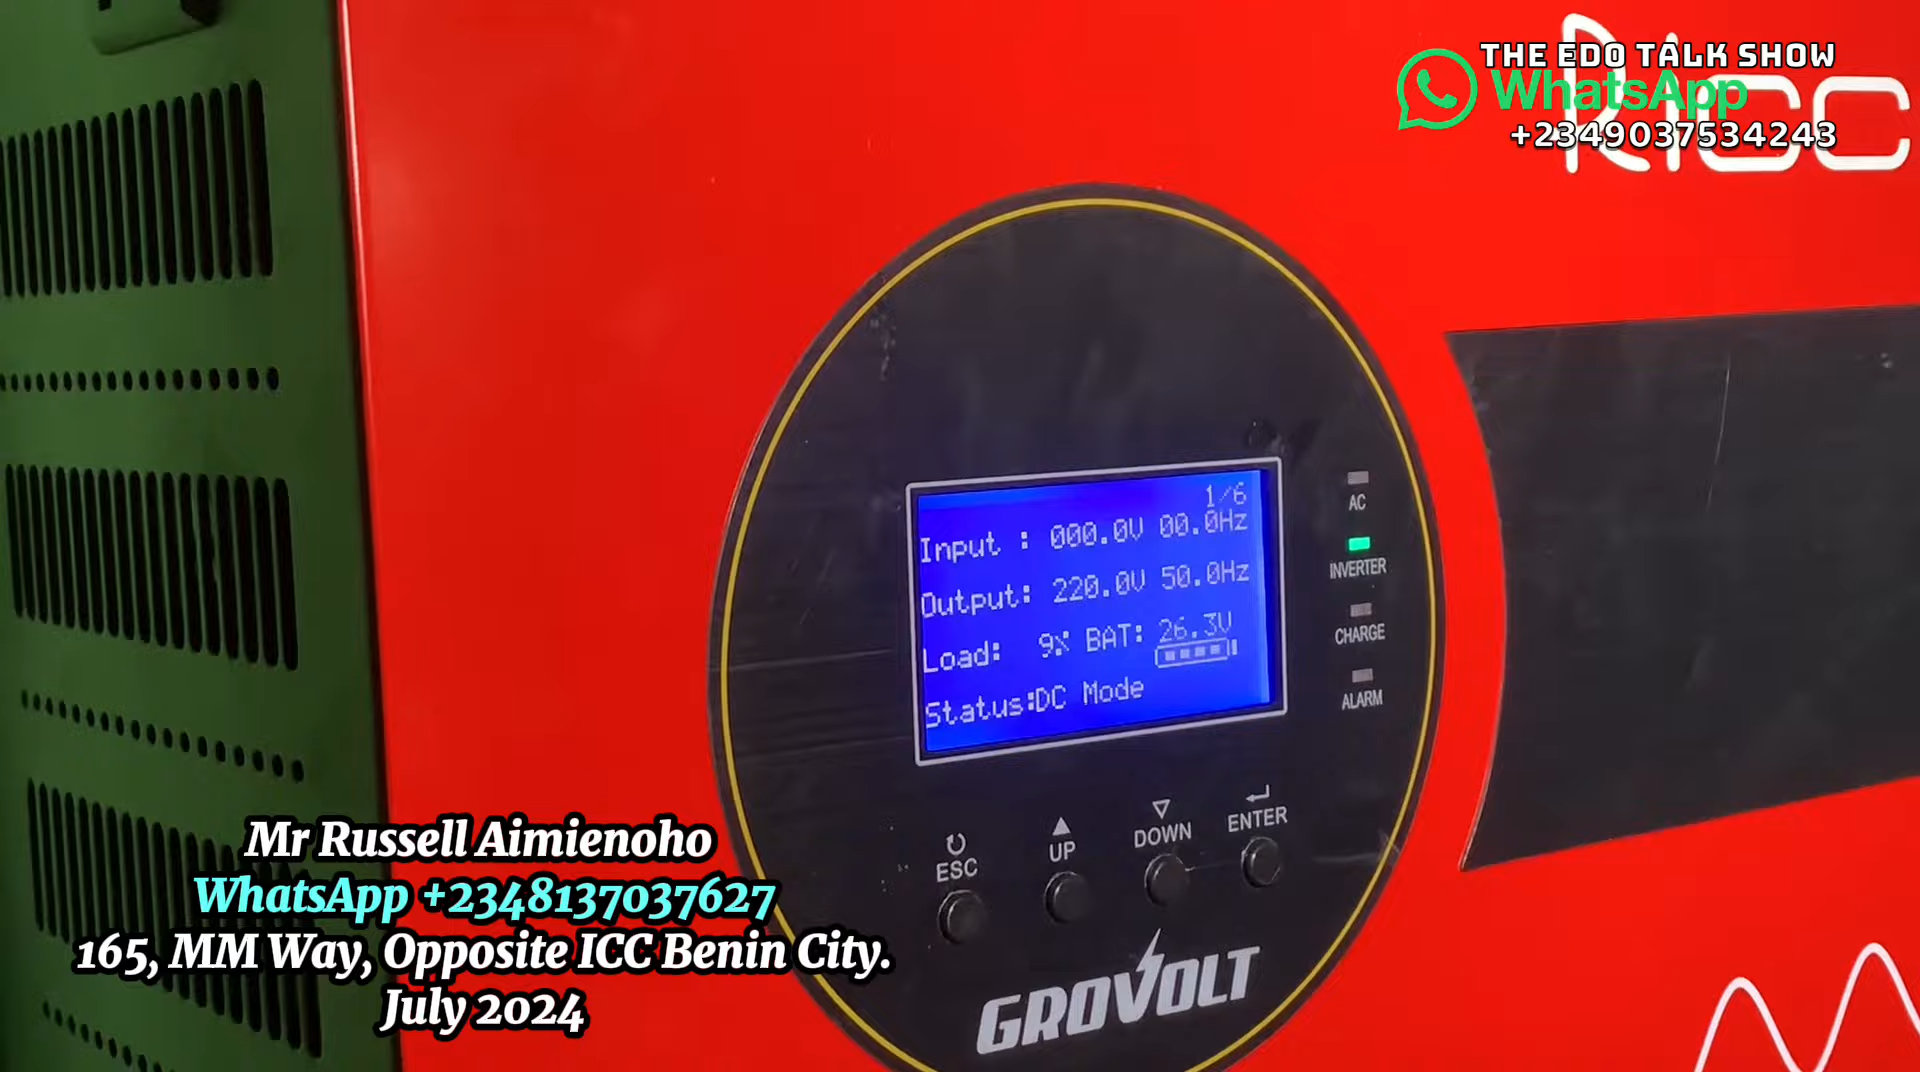 THE EDO TALK SHOW
WhatsApp
+2349037534243
RICC
1/6
Input : 000.0V 00.0Hz
Output: 220.0V 50.0Hz
Load: 9% BAT: 26.3V
Status:DC Mode
AC
INVERTER
CHARGE
ALARM
ESC
UP
DOWN
ENTER
GROVOLT
Mr Russell Aimienoho
WhatsApp +2348137037627
165, MM Way, Opposite ICC Benin City.
July 2024